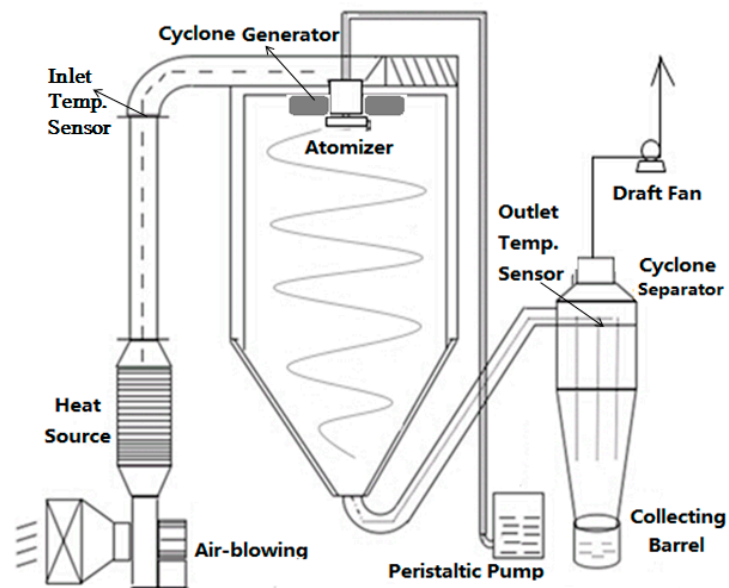 Cyclone Generator
Inlet
Temp.
Sensor
Atomizer
Draft Fan
Outlet
Temp.
Sensor
Cyclone
Separator
Heat
Source
Air-blowing
Peristaltic Pump
Collecting
Barrel